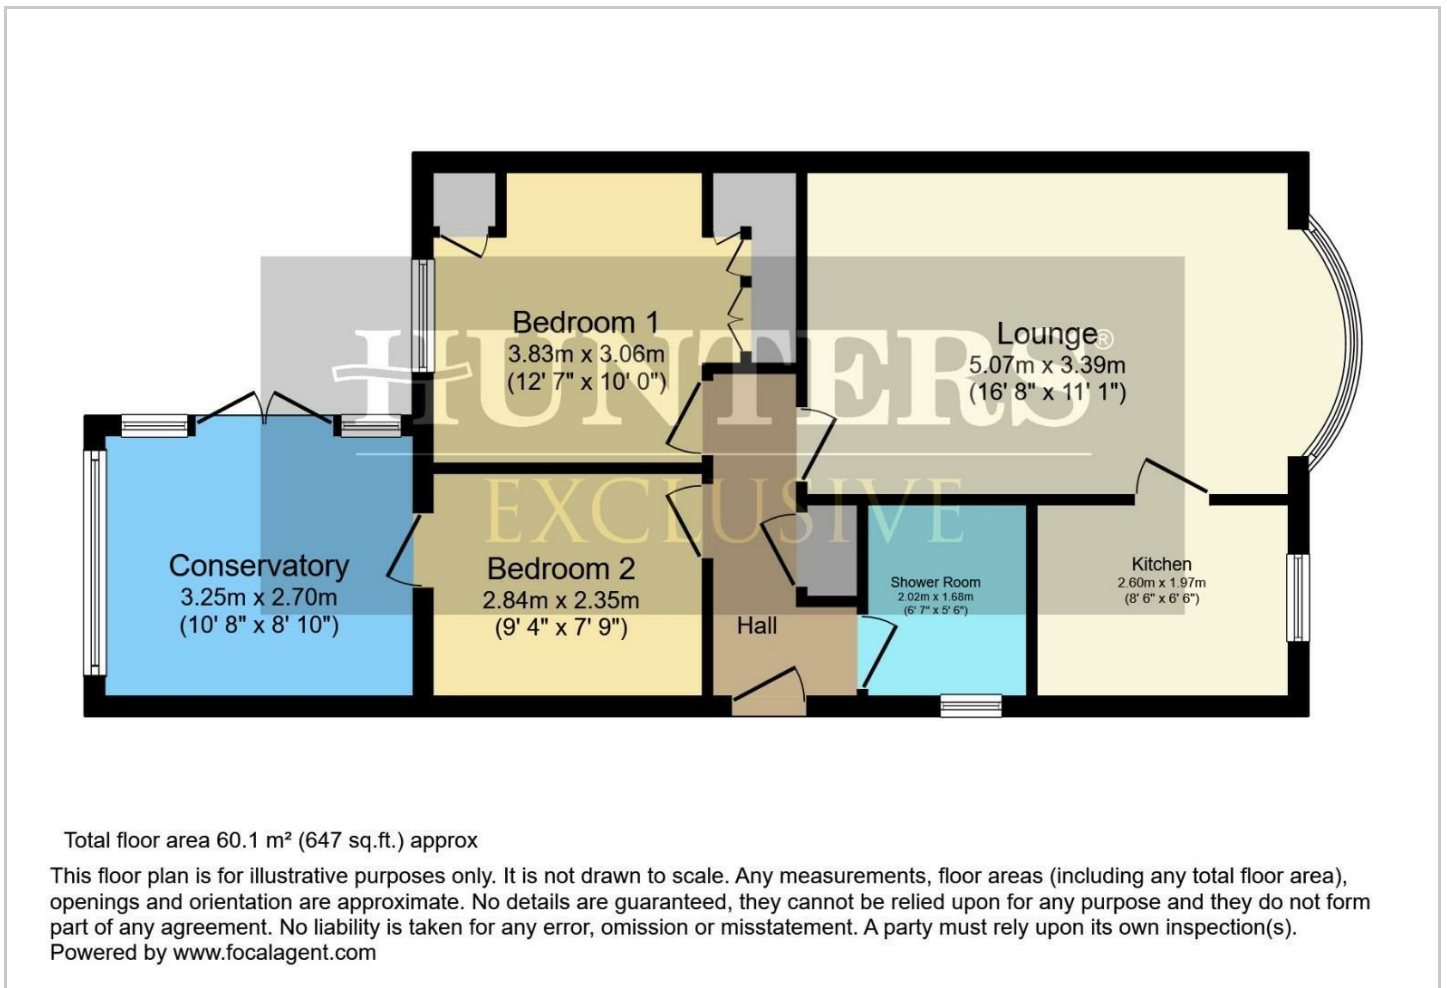 HUNTERS®
EXCLUSIVE
Bedroom 1
3.83m x 3.06m
(12' 7" x 10' 0")
Lounge
5.07m x 3.39m
(16' 8" x 11' 1")
Conservatory
3.25m x 2.70m
(10' 8" x 8' 10")
Bedroom 2
2.84m x 2.35m
(9' 4" x 7' 9")
Hall
Shower Room
2.02m x 1.68m
(6' 7" x 5' 6")
Kitchen
2.60m x 1.97m
(8' 6" x 6' 6")
Total floor area 60.1 m² (647 sq.ft.) approx
This floor plan is for illustrative purposes only. It is not drawn to scale. Any measurements, floor areas (including any total floor area),
openings and orientation are approximate. No details are guaranteed, they cannot be relied upon for any purpose and they do not form
part of any agreement. No liability is taken for any error, omission or misstatement. A party must rely upon its own inspection(s).
Powered by www.focalagent.com